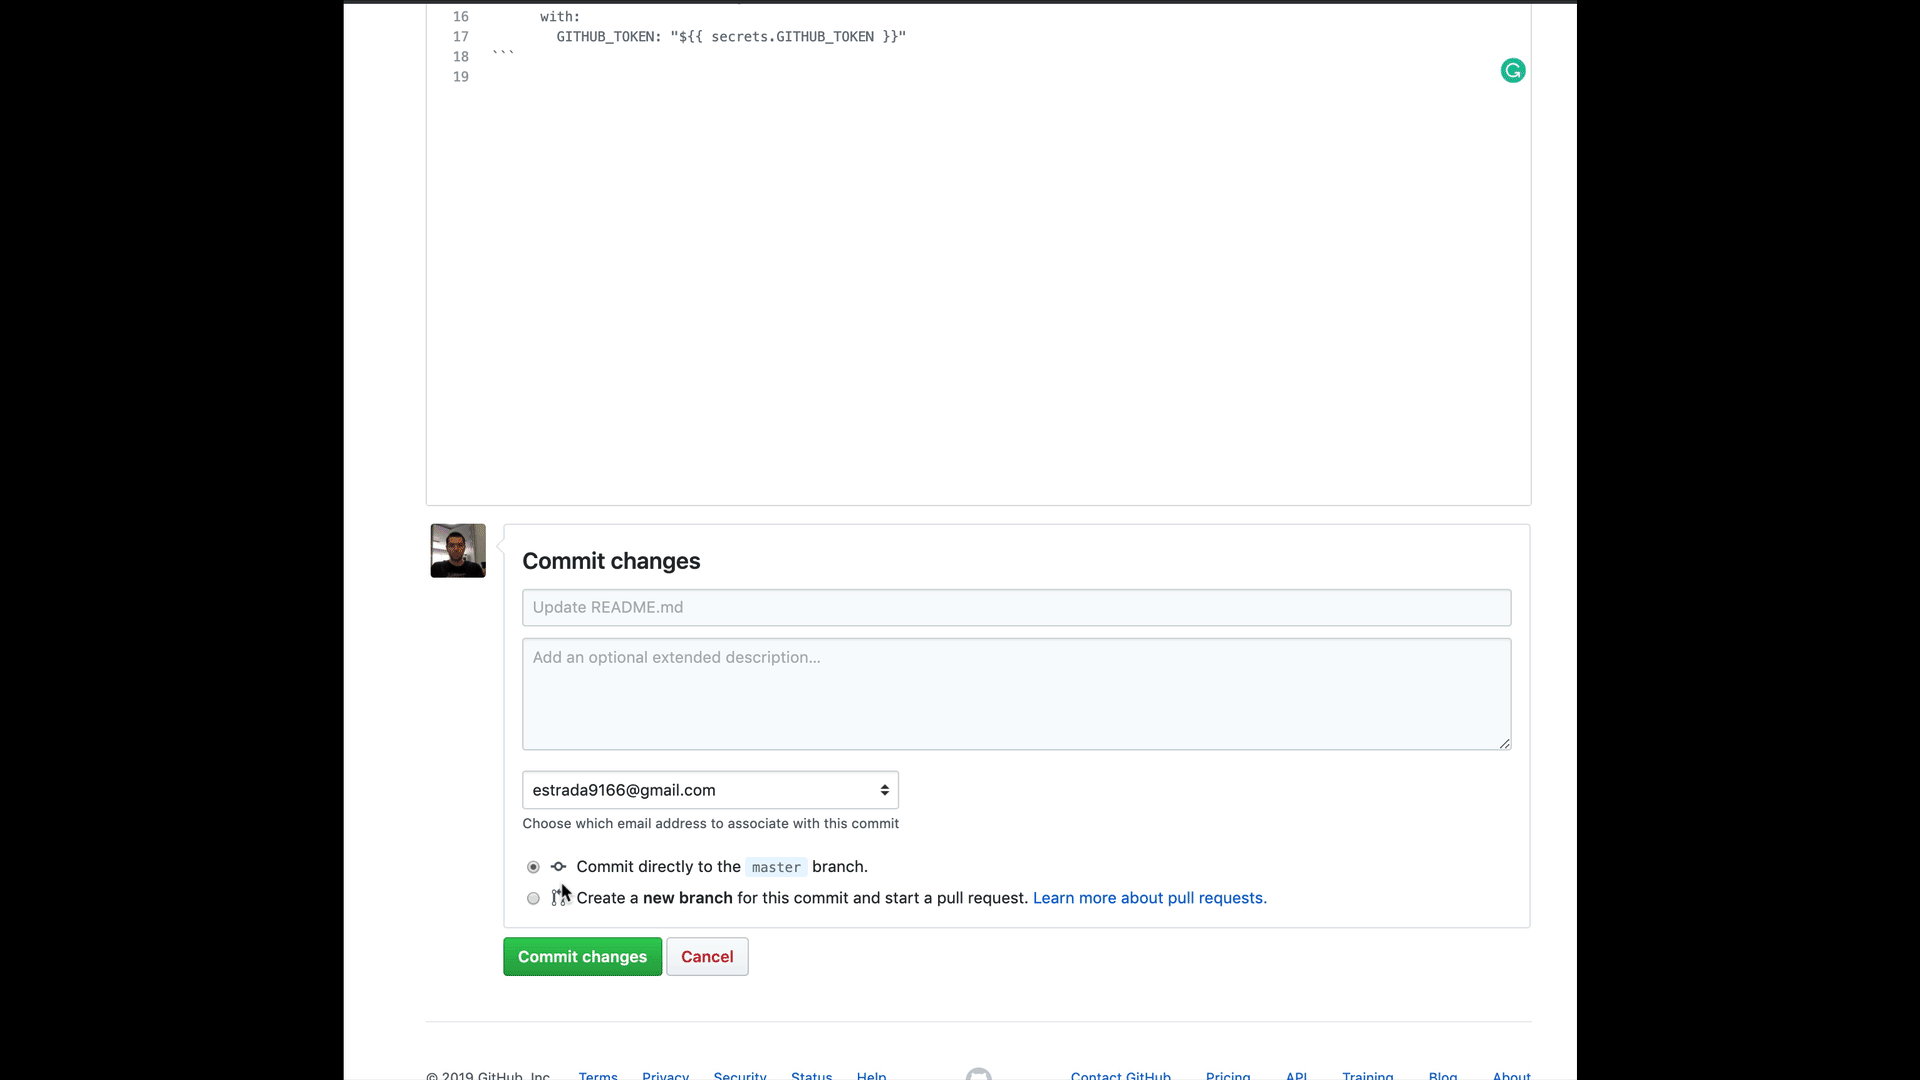 16 with:
17 GITHUB_TOKEN: "${{ secrets.GITHUB_TOKEN }}"
18 ```
19
Commit changes
Update README.md
Add an optional extended description...
estrada9166@gmail.com
Choose which email address to associate with this commit
Commit directly to the master branch.
Create a new branch for this commit and start a pull request. Learn more about pull requests.
Commit changes Cancel
© 2019 GitHub, Inc. Terms Privacy Security Status Help Contact GitHub Pricing API Training Blog About